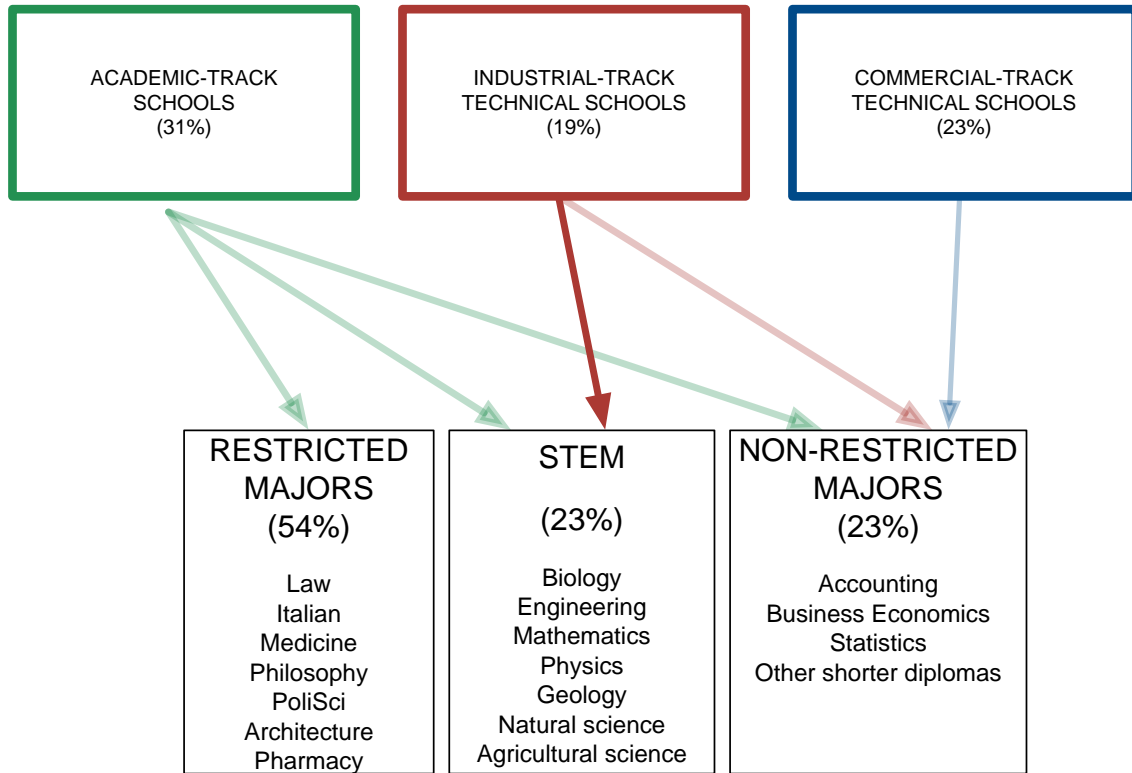 ACADEMIC-TRACK
SCHOOLS
(31%)
INDUSTRIAL-TRACK
TECHNICAL SCHOOLS
(19%)
COMMERCIAL-TRACK
TECHNICAL SCHOOLS
(23%)
RESTRICTED
MAJORS
(54%)
Law
Italian
Medicine
Philosophy
PoliSci
Architecture
Pharmacy
STEM
(23%)
Biology
Engineering
Mathematics
Physics
Geology
Natural science
Agricultural science
NON-RESTRICTED
MAJORS
(23%)
Accounting
Business Economics
Statistics
Other shorter diplomas